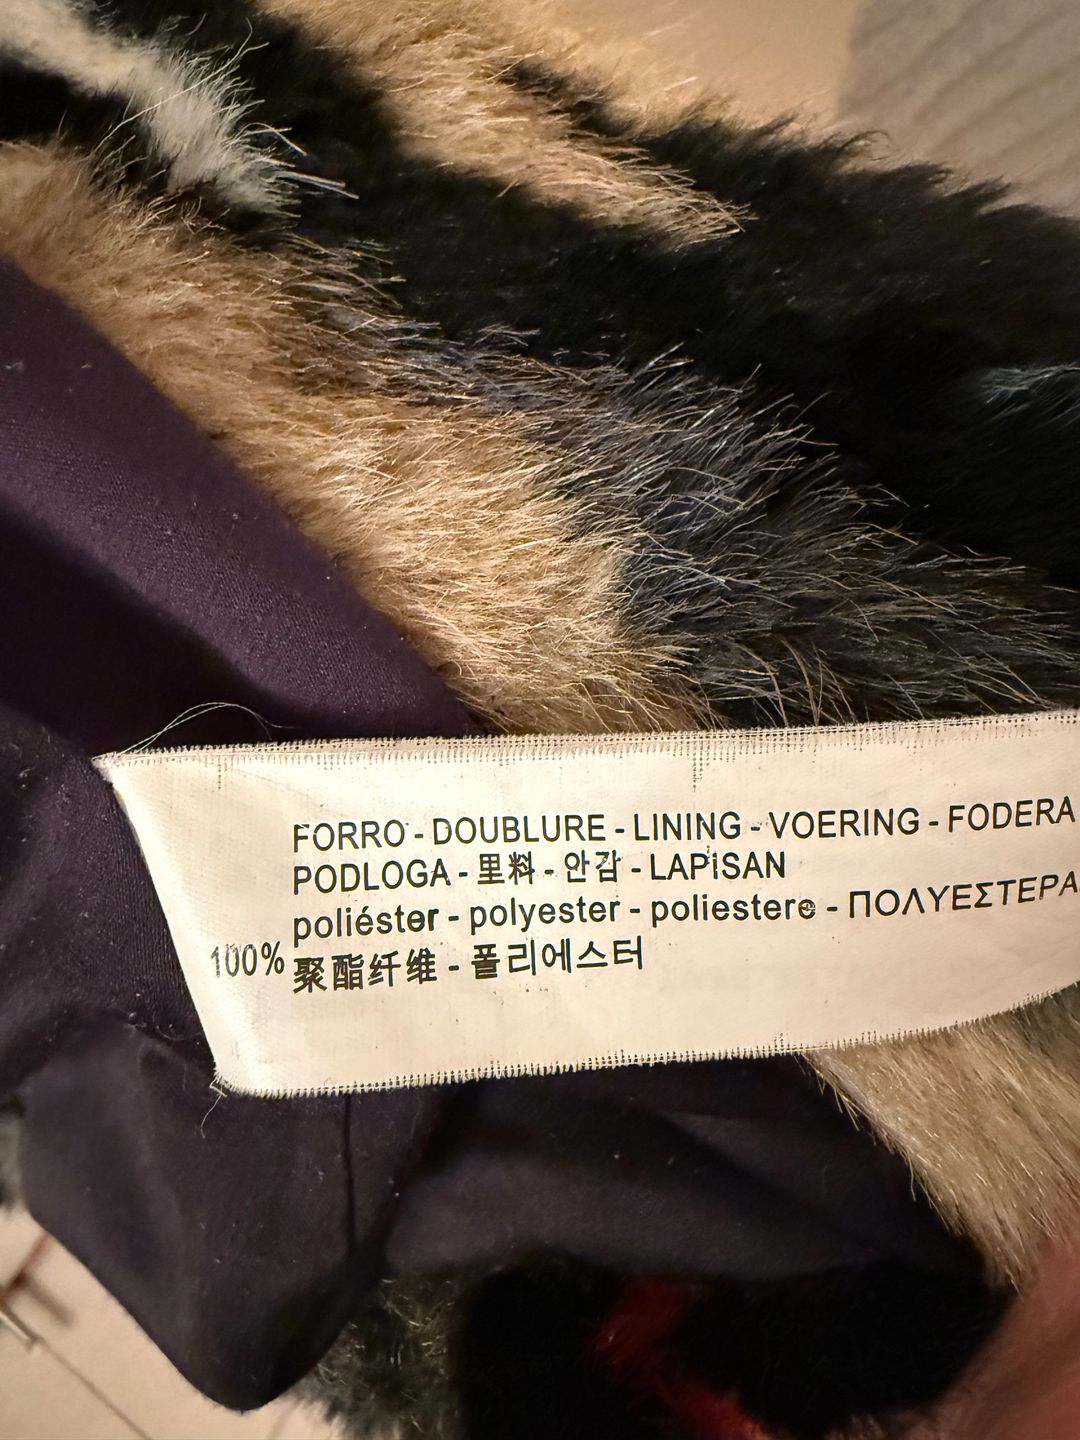 FORRO - DOUBLURE - LINING - VOERING - FODERA
PODLOGA - 里料 - 안감 - LAPISAN
poliéster - polyester - poliestere - ΠΟΛΥΕΣΤΕΡΑ
100% 聚酯纤维 - 폴리에스터